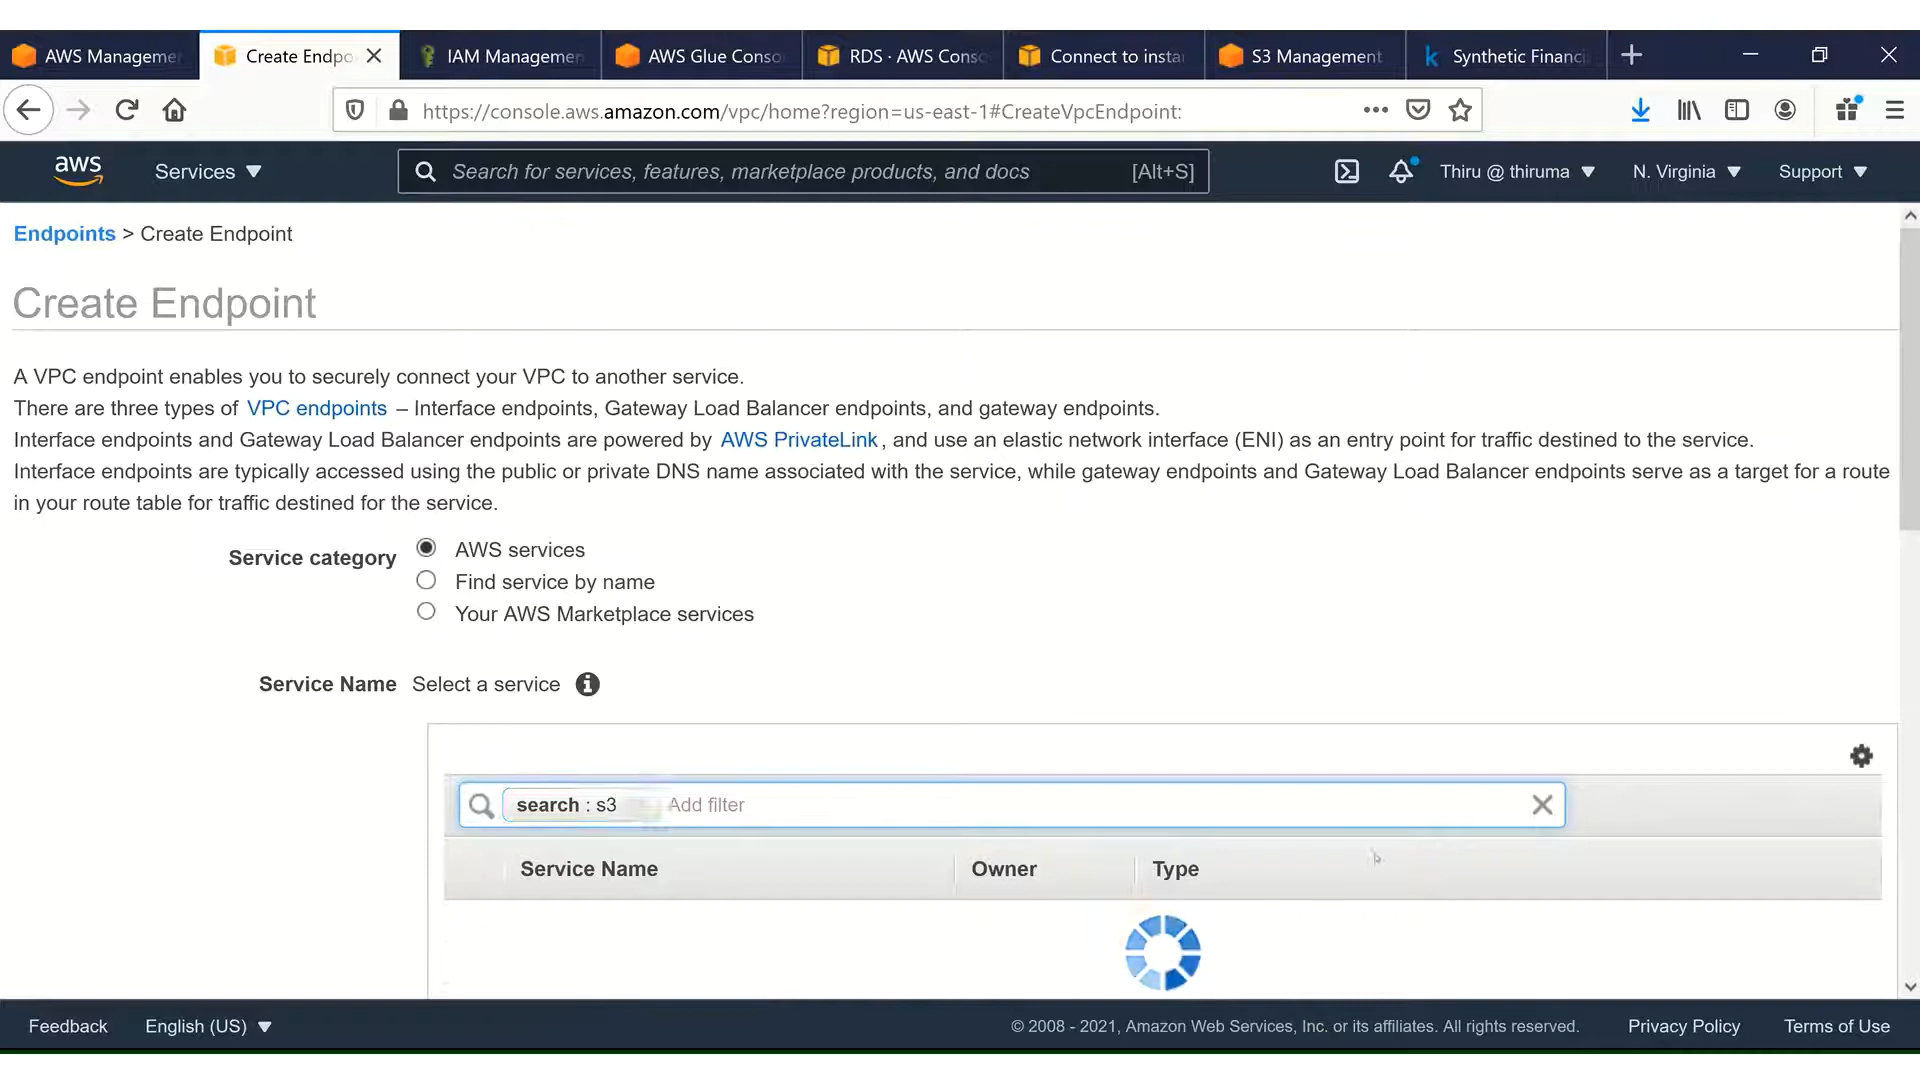 AWS Managemen
Create Endpo
IAM Managemen
AWS Glue Conso
RDS · AWS Conso
Connect to insta
S3 Management
Synthetic Financi
https://console.aws.amazon.com/vpc/home?region=us-east-1#CreateVpcEndpoint:
aws
Services
Search for services, features, marketplace products, and docs
[Alt+S]
Thiru @ thiruma
N. Virginia
Support
Endpoints > Create Endpoint
Create Endpoint
A VPC endpoint enables you to securely connect your VPC to another service.
There are three types of VPC endpoints – Interface endpoints, Gateway Load Balancer endpoints, and gateway endpoints.
Interface endpoints and Gateway Load Balancer endpoints are powered by AWS PrivateLink, and use an elastic network interface (ENI) as an entry point for traffic destined to the service.
Interface endpoints are typically accessed using the public or private DNS name associated with the service, while gateway endpoints and Gateway Load Balancer endpoints serve as a target for a route
in your route table for traffic destined for the service.
Service category
AWS services
Find service by name
Your AWS Marketplace services
Service Name Select a service
search : s3 Add filter
Service Name Owner Type
Feedback English (US) © 2008 - 2021, Amazon Web Services, Inc. or its affiliates. All rights reserved. Privacy Policy Terms of Use